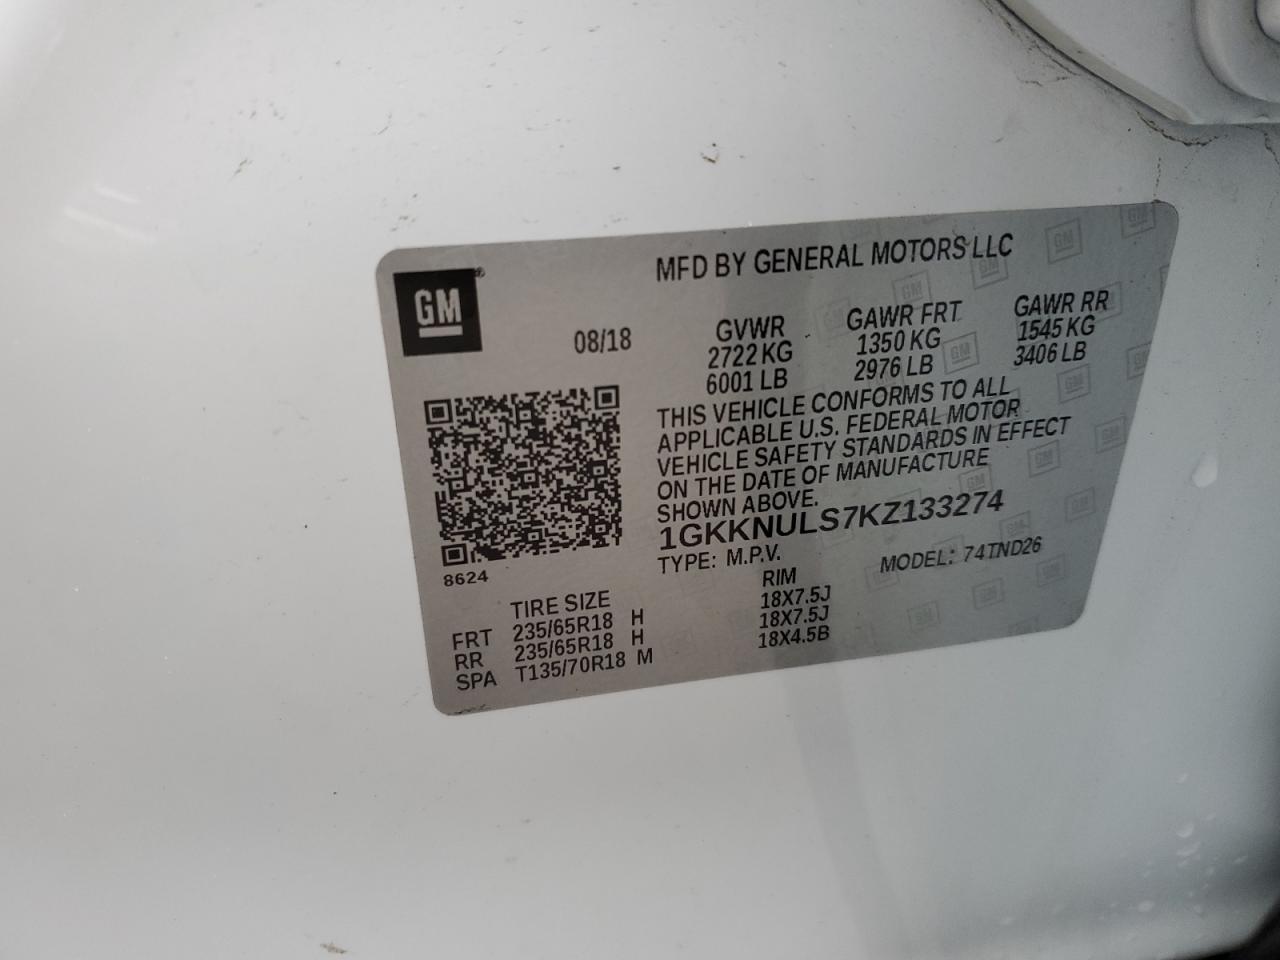 MFD BY GENERAL MOTORS LLC
GM
®
08/18
GVWR GAWR FRT GAWR RR
2722 KG 1350 KG 1545 KG
6001 LB 2976 LB 3406 LB
THIS VEHICLE CONFORMS TO ALL
APPLICABLE U.S. FEDERAL MOTOR
VEHICLE SAFETY STANDARDS IN EFFECT
ON THE DATE OF MANUFACTURE
SHOWN ABOVE.
1GKKNULS7KZ133274
TYPE: M.P.V. MODEL: 74TND26
8624
TIRE SIZE RIM
FRT 235/65R18 H 18X7.5J
RR 235/65R18 H 18X7.5J
SPA T135/70R18 M 18X4.5B